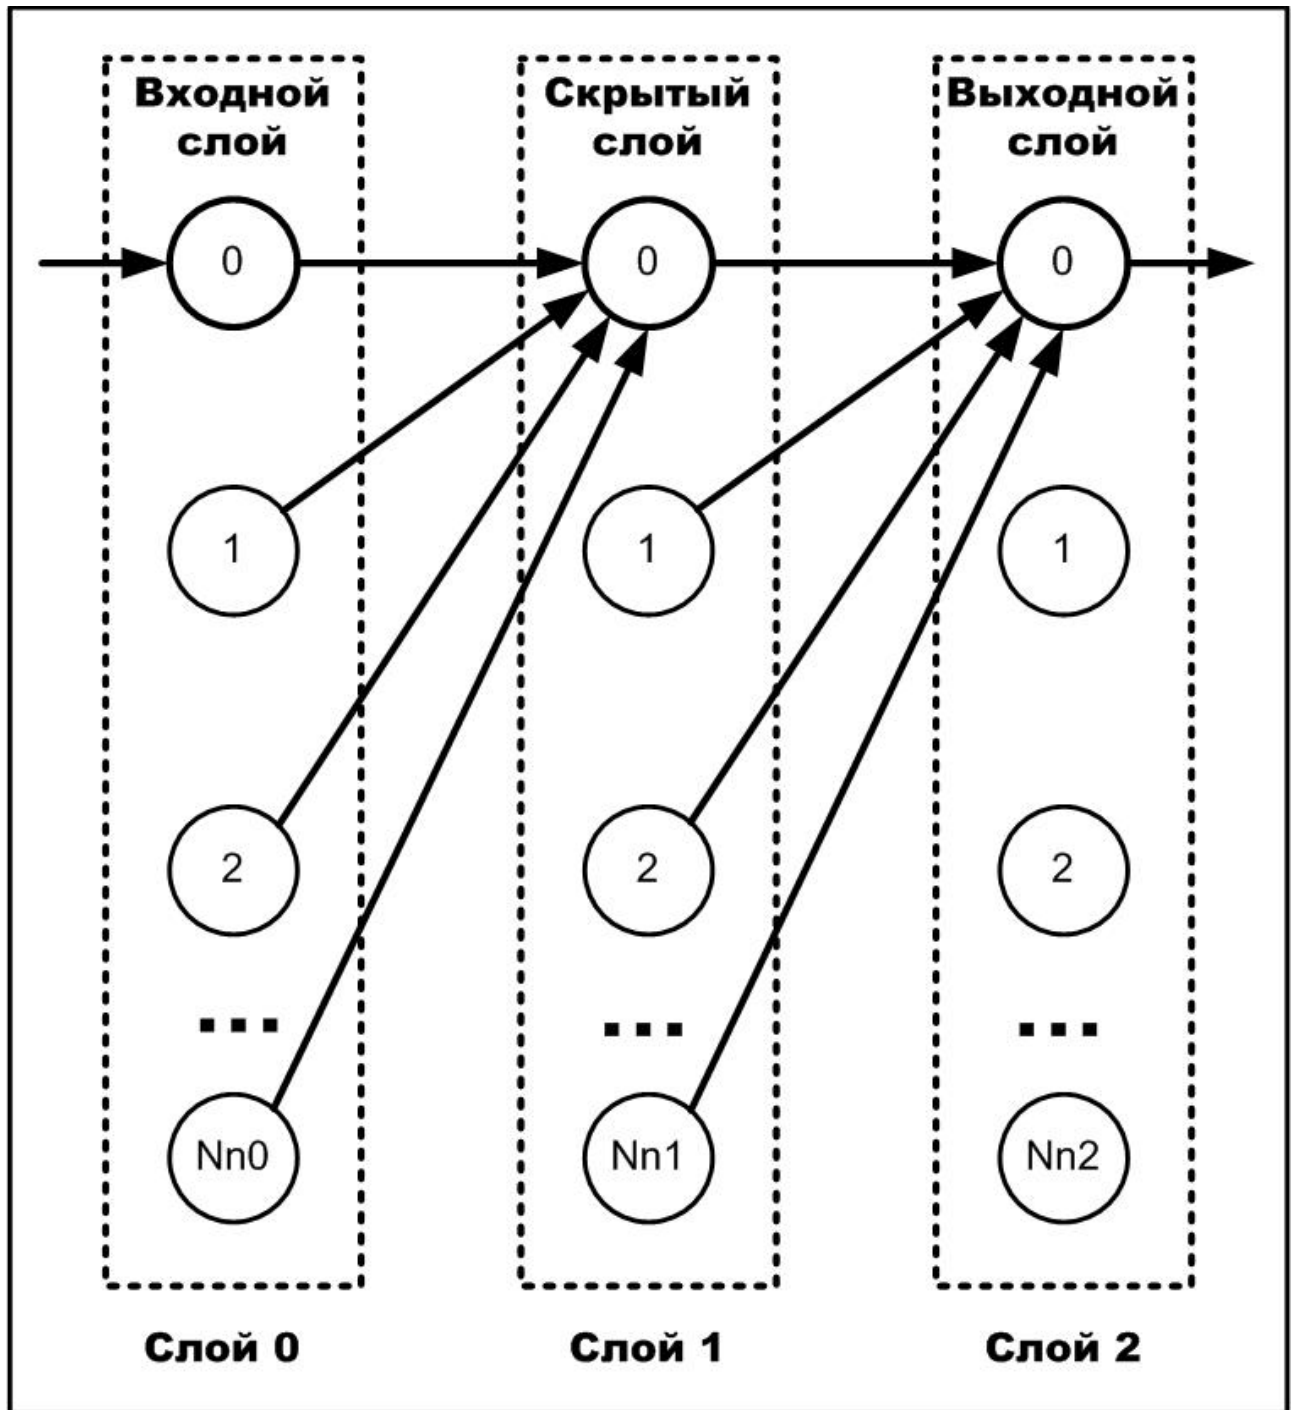 Входной
слой
Скрытый
слой
Выходной
слой
0
0
0
1
1
1
2
2
2
...
...
...
Nn0
Nn1
Nn2
Слой 0
Слой 1
Слой 2